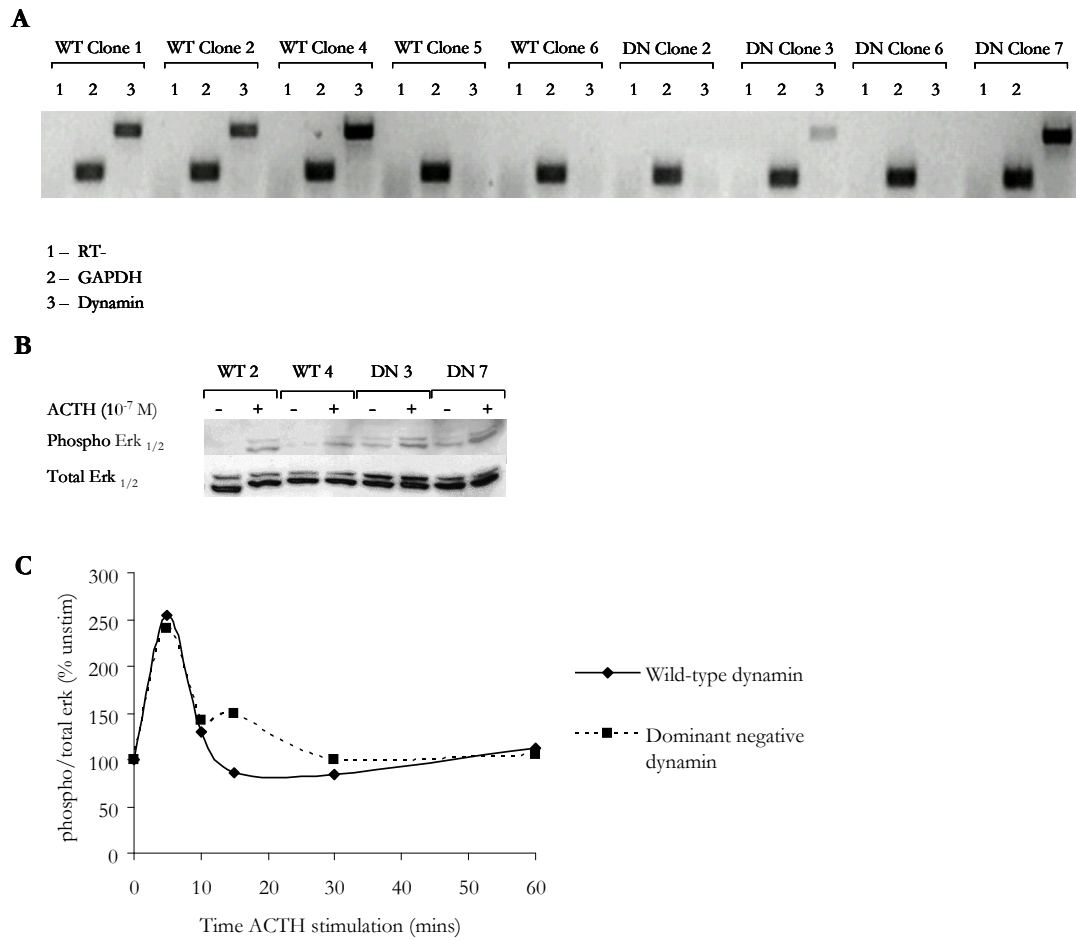 A
WT Clone 1 WT Clone 2 WT Clone 4 WT Clone 5 WT Clone 6 DN Clone 2 DN Clone 3 DN Clone 6 DN Clone 7
1 2 3 1 2 3 1 2 3 1 2 3 1 2 3 1 2 3 1 2 3 1 2 3 1 2
1 – RT-
2 – GAPDH
3 – Dynamin
B
WT 2 WT 4 DN 3 DN 7
ACTH (10-7 M) - + - + - + - +
Phospho Erk 1/2
Total Erk 1/2
C
phospho/total erk (% unstim)
300
250
200
150
100
50
0
0 10 20 30 40 50 60
Time ACTH stimulation (mins)
Wild-type dynamin
Dominant negative
dynamin